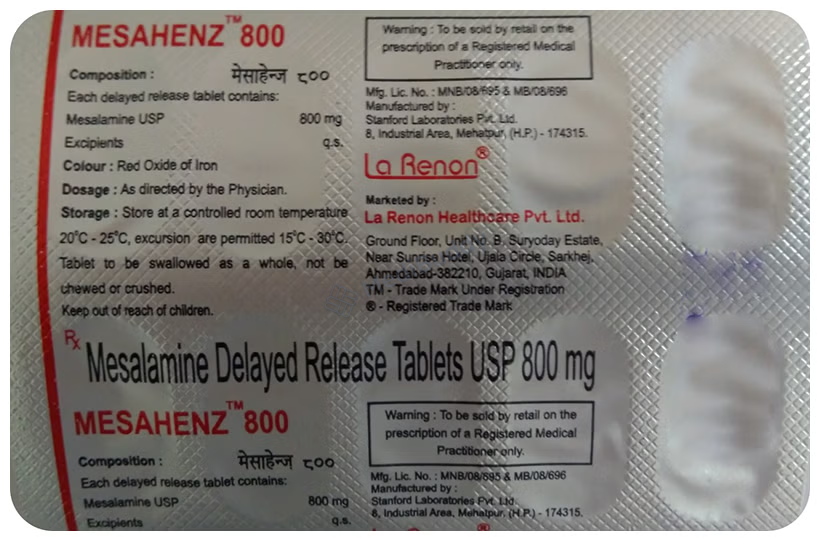 MESAHENZ™ 800
Composition : मेसाहेन्ज़ ८००
Each delayed release tablet contains:
Mesalamine USP 800 mg
Excipients q.s.
Colour : Red Oxide of Iron
Dosage : As directed by the Physician.
Storage : Store at a controlled room temperature
20°C - 25°C, excursion are permitted 15°C - 30°C.
Tablet to be swallowed as a whole, not be
chewed or crushed.
Keep out of reach of children.
Warning : To be sold by retail on the
prescription of a Registered Medical
Practitioner only.
Mfg. Lic. No. : MNB/08/695 & MB/08/696
Manufactured by :
Stanford Laboratories Pvt. Ltd.
8, Industrial Area, Mehatpur, (H.P.) - 174315.
La Renon®
Marketed by :
La Renon Healthcare Pvt. Ltd.
Ground Floor, Unit No. B, Suryoday Estate,
Near Sunrise Hotel, Ujala Circle, Sarkhej,
Ahmedabad-382210, Gujarat, INDIA
TM - Trade Mark Under Registration
® - Registered Trade Mark
Rx Mesalamine Delayed Release Tablets USP 800 mg
MESAHENZ™ 800
Composition : मेसाहेन्ज़ ८००
Each delayed release tablet contains:
Mesalamine USP 800 mg
Excipients q.s.
Warning : To be sold by retail on the
prescription of a Registered Medical
Practitioner only.
Mfg. Lic. No. : MNB/08/695 & MB/08/696
Manufactured by :
Stanford Laboratories Pvt. Ltd.
8, Industrial Area, Mehatpur, (H.P.) - 174315.